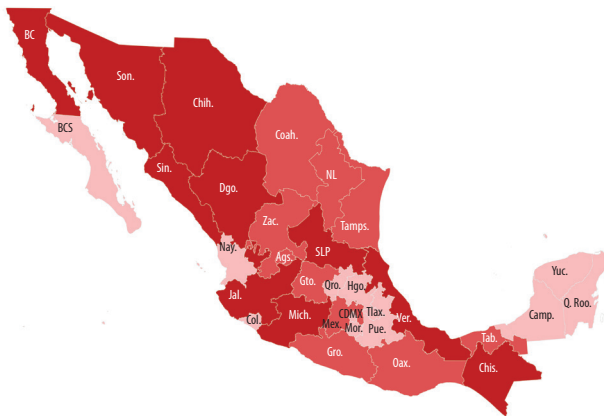 BC
Son.
Chih.
BCS
Coah.
Sin.
NL
Dgo.
Zac.
Tamps.
Nay.
SLP
Ags.
Yuc.
Gto.
Qro.
Hgo.
Q. Roo.
Jal.
Camp.
Mich.
CDMX
Tlax.
Col.
Ver.
Mex.
Mor.
Pue.
Tab.
Gro.
Oax.
Chis.